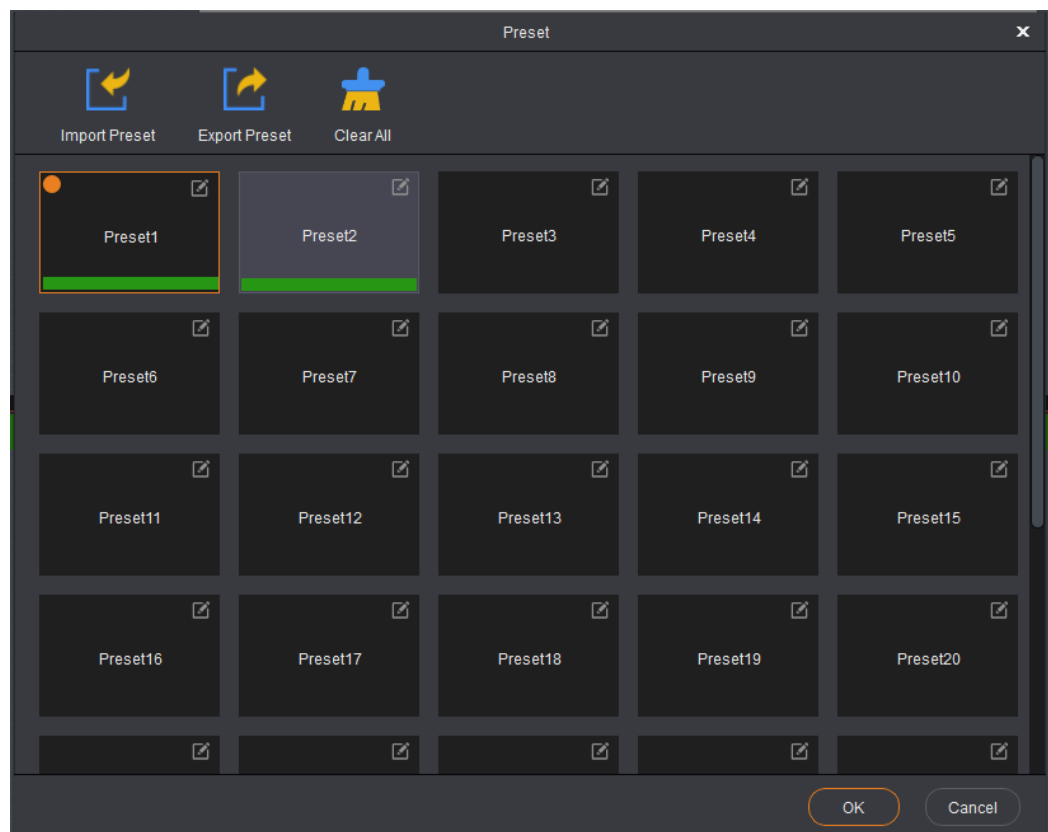 Preset
Import Preset
Export Preset
Clear All
Preset1
Preset2
Preset3
Preset4
Preset5
Preset6
Preset7
Preset8
Preset9
Preset10
Preset11
Preset12
Preset13
Preset14
Preset15
Preset16
Preset17
Preset18
Preset19
Preset20
OK
Cancel